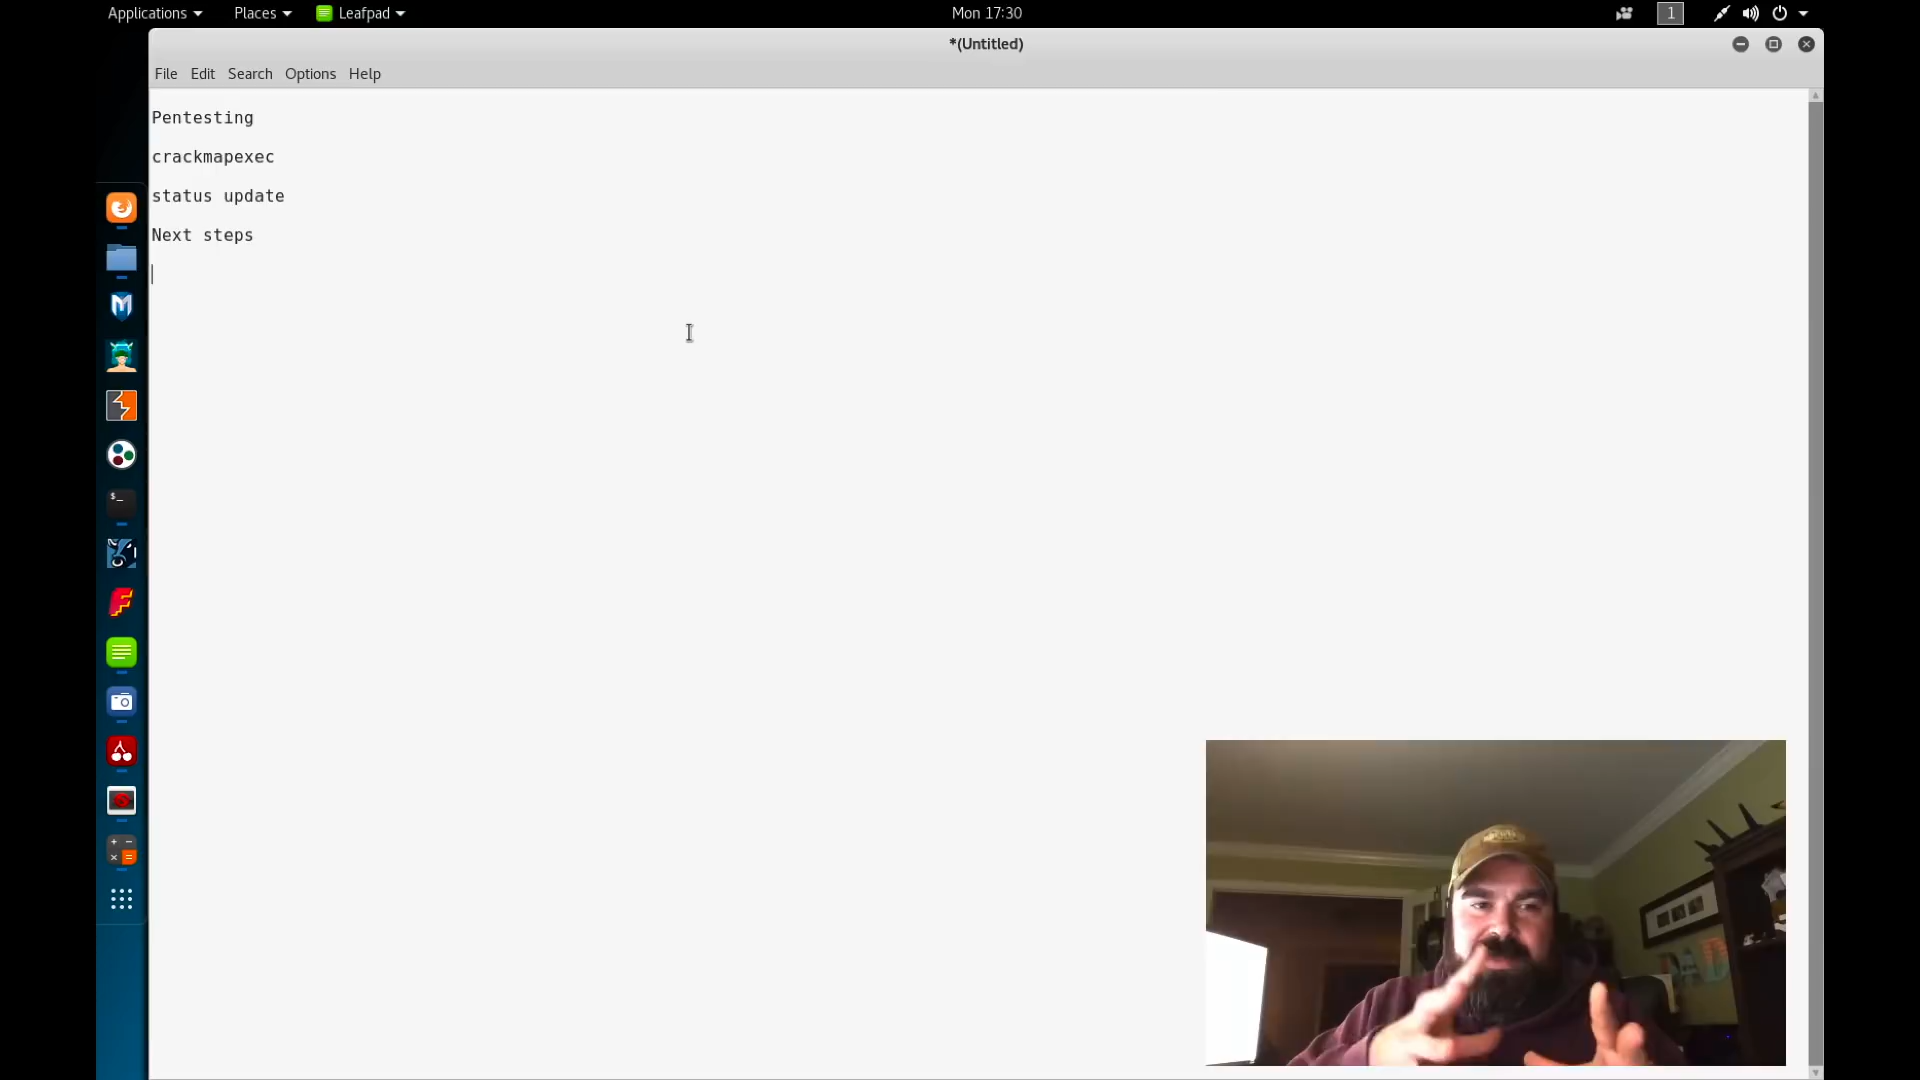 Applications Places Leafpad Mon 17:30 1
*(Untitled)
File Edit Search Options Help
Pentesting
crackmapexec
status update
Next steps